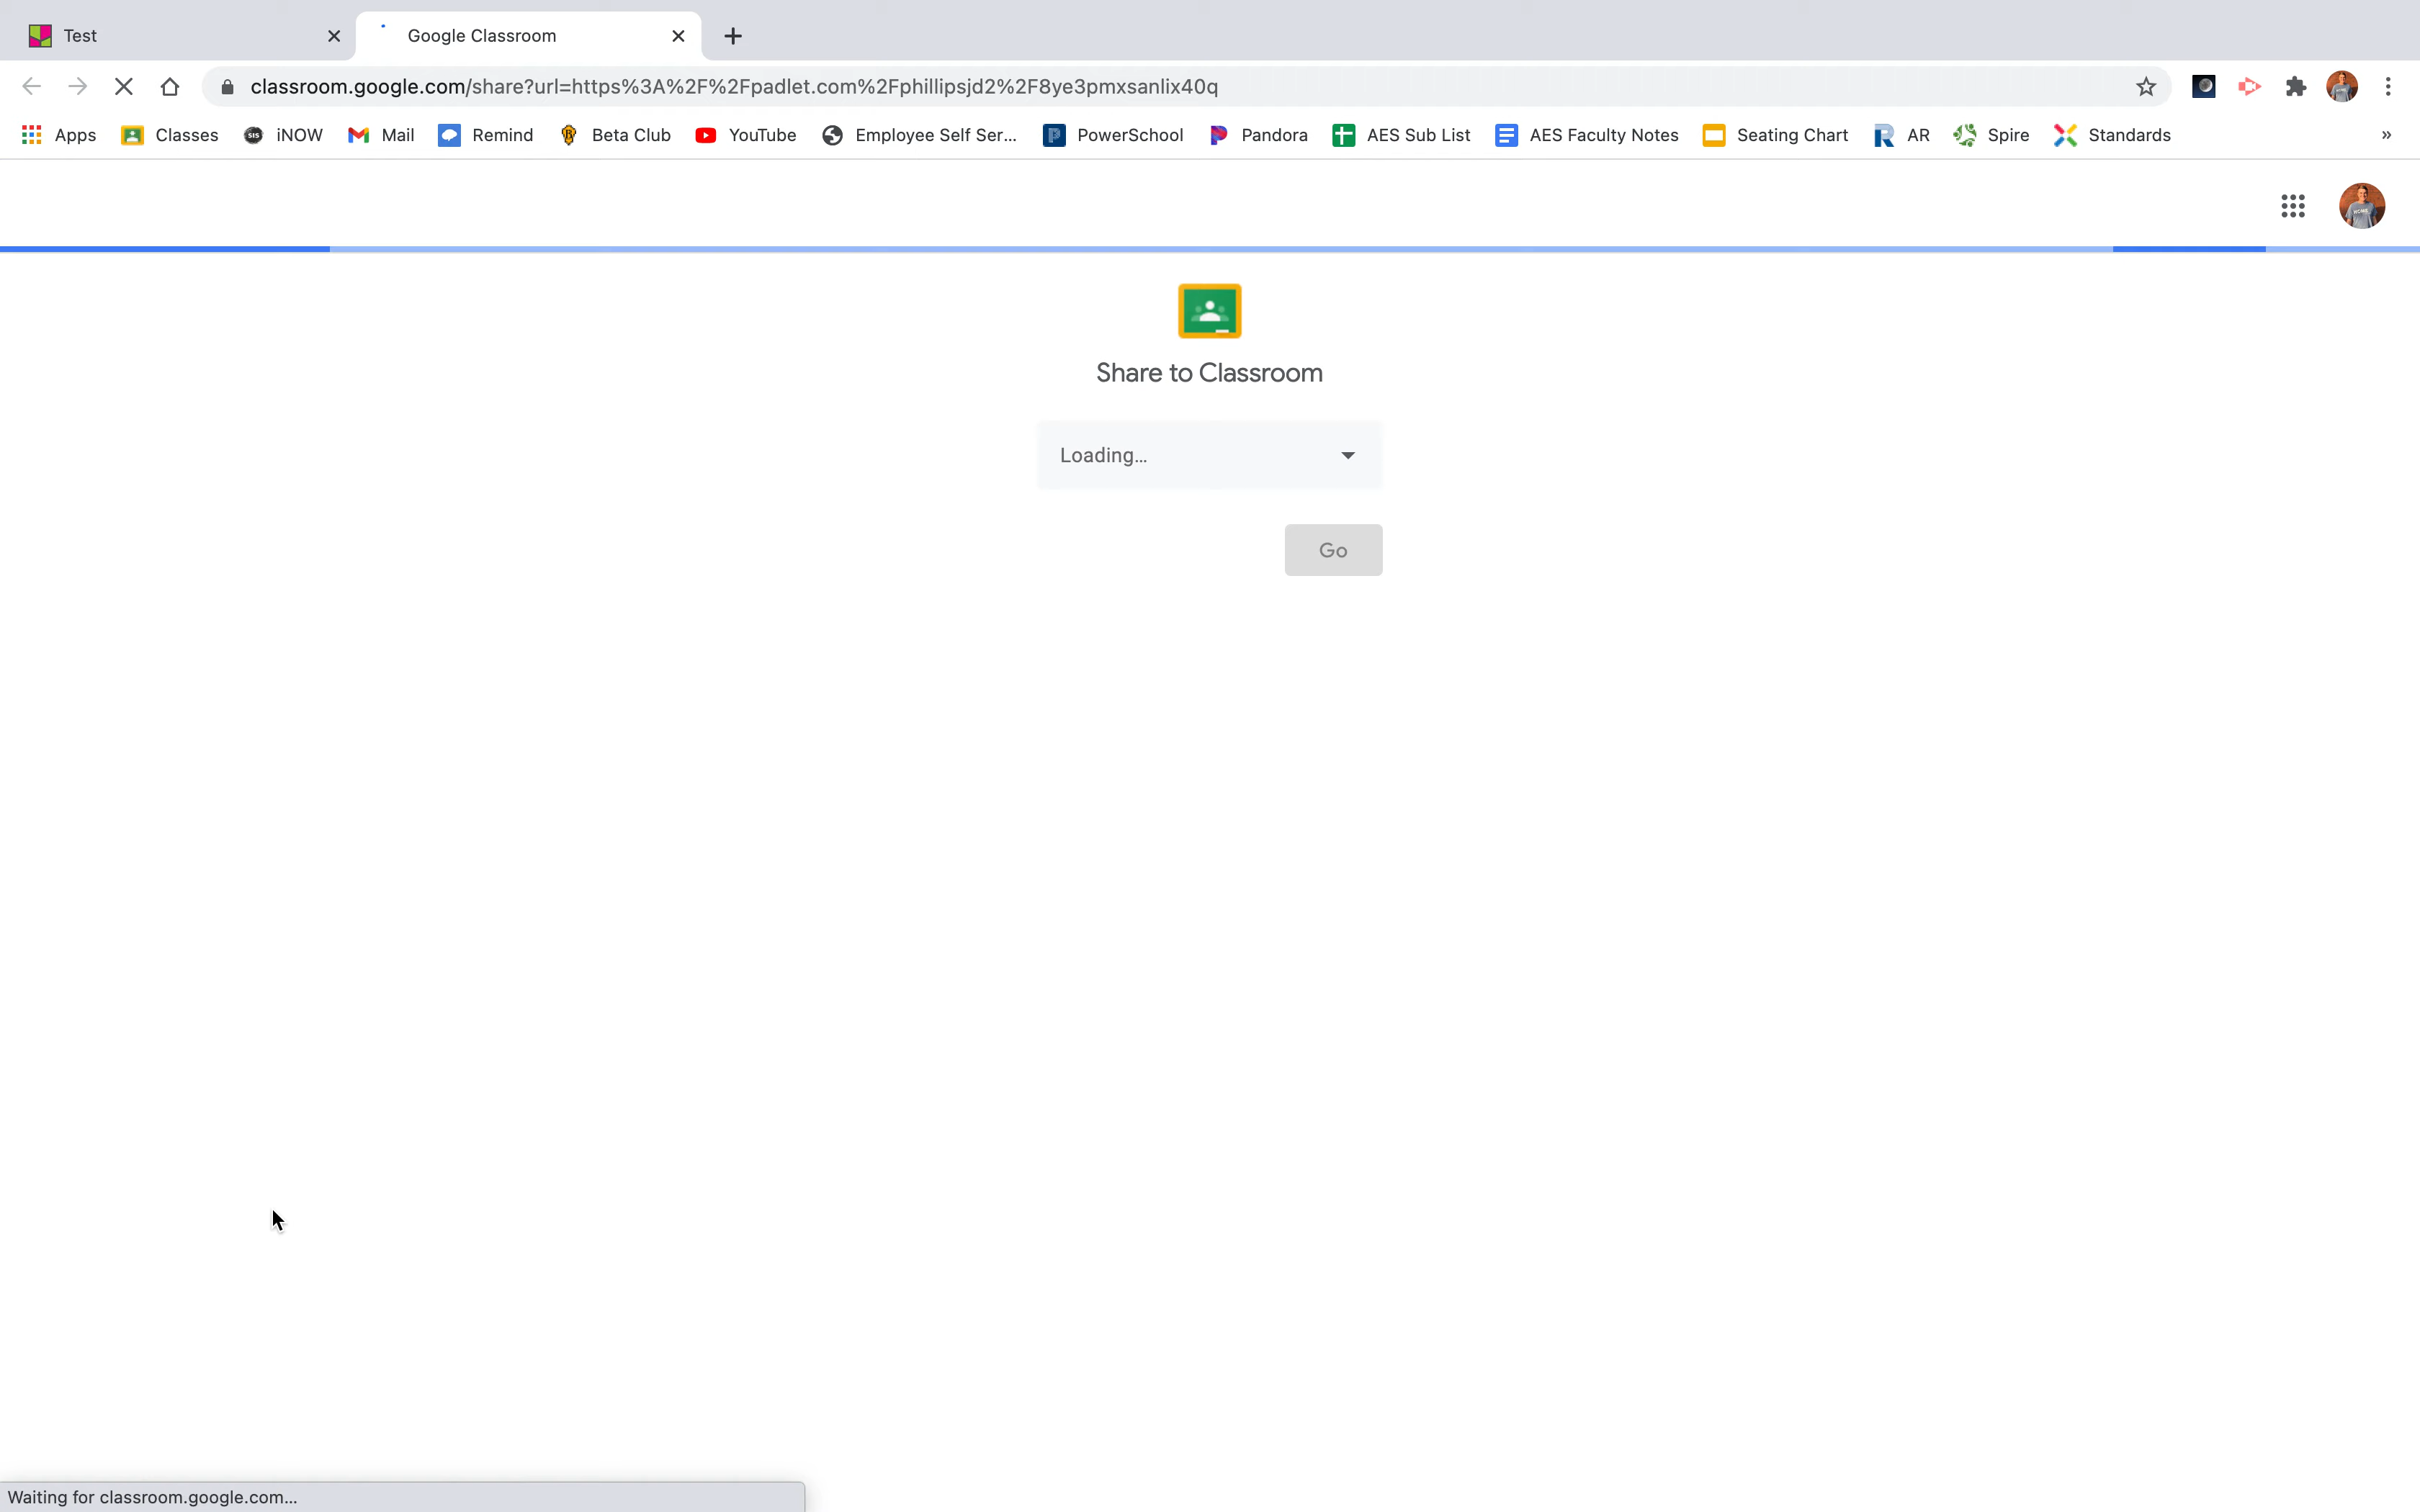 Test
Google Classroom
classroom.google.com/share?url=https%3A%2F%2Fpadlet.com%2Fphillipsjd2%2F8ye3pmxsanlix40q
Apps Classes SIS iNOW Mail Remind Beta Club YouTube Employee Self Ser... PowerSchool Pandora AES Sub List AES Faculty Notes Seating Chart AR Spire Standards »
Share to Classroom
Loading...
Go
Waiting for classroom.google.com...